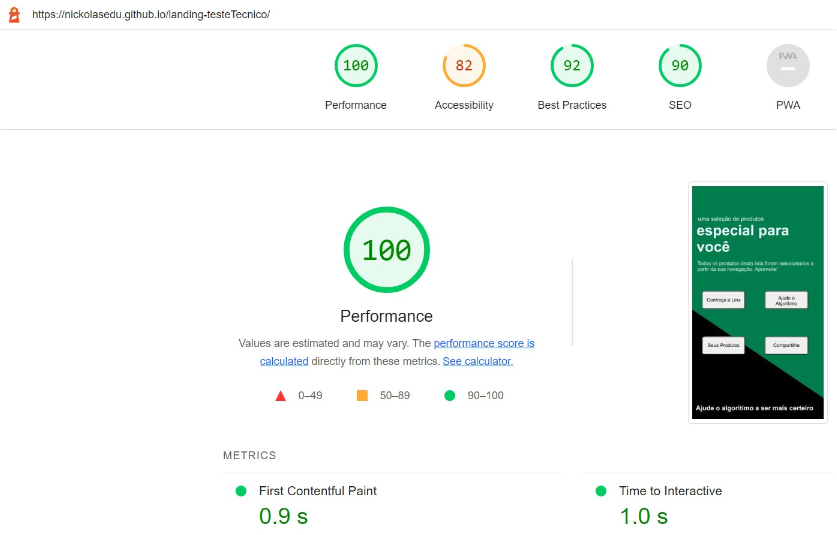 https://nickolasedu.github.io/landing-testeTecnico/
100
82
92
90
PWA
Performance
Accessibility
Best Practices
SEO
PWA
100
Performance
Values are estimated and may vary. The performance score is
calculated directly from these metrics. See calculator.
0–49
50–89
90–100
uma seleção de produtos
especial para
você
Todos os produtos desta lista foram selecionados a
partir da sua navegação. Aproveite!
Conheça a Linx
Ajude o
Algorítimo
Seus Produtos
Compartilhe
Ajude o algorítimo a ser mais certeiro
METRICS
First Contentful Paint
0.9 s
Time to Interactive
1.0 s